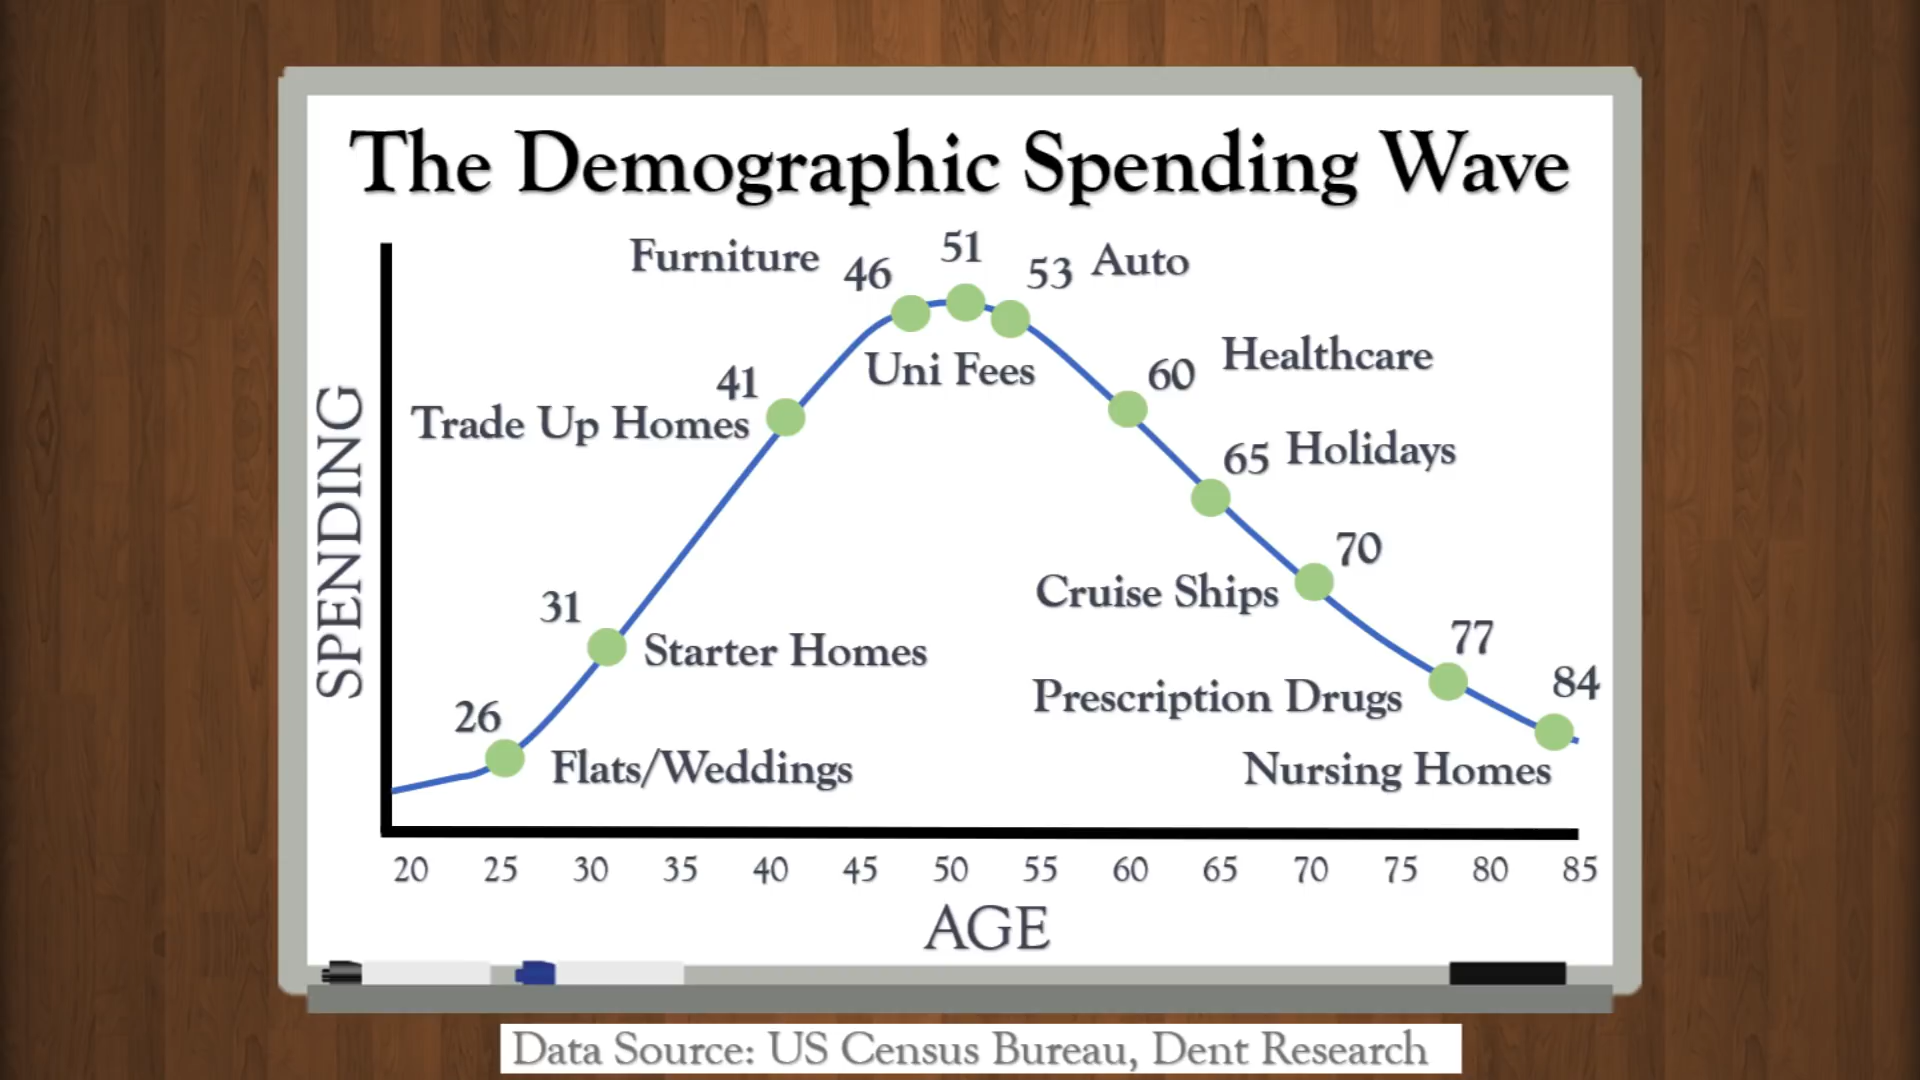 The Demographic Spending Wave
Furniture
46
51
53
Auto
Uni Fees
41
Trade Up Homes
60
Healthcare
65
Holidays
31
Starter Homes
70
Cruise Ships
26
Flats/Weddings
77
Prescription Drugs
84
Nursing Homes
SPENDING
20 25 30 35 40 45 50 55 60 65 70 75 80 85
AGE
Data Source: US Census Bureau, Dent Research